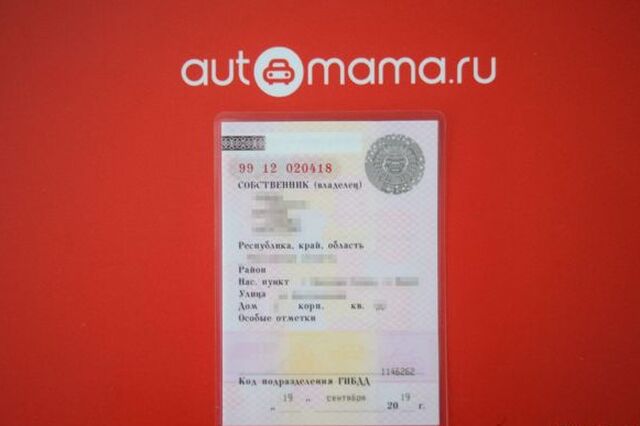 automama.ru
99 12 020418
СОБСТВЕННИК (владелец)
Республика, край, область
Район
Нас. пункт
Улица
Дом корп. кв.
Особые отметки
1146262
Код подразделения ГИБДД
„ 19 „ сентября 2019 г.